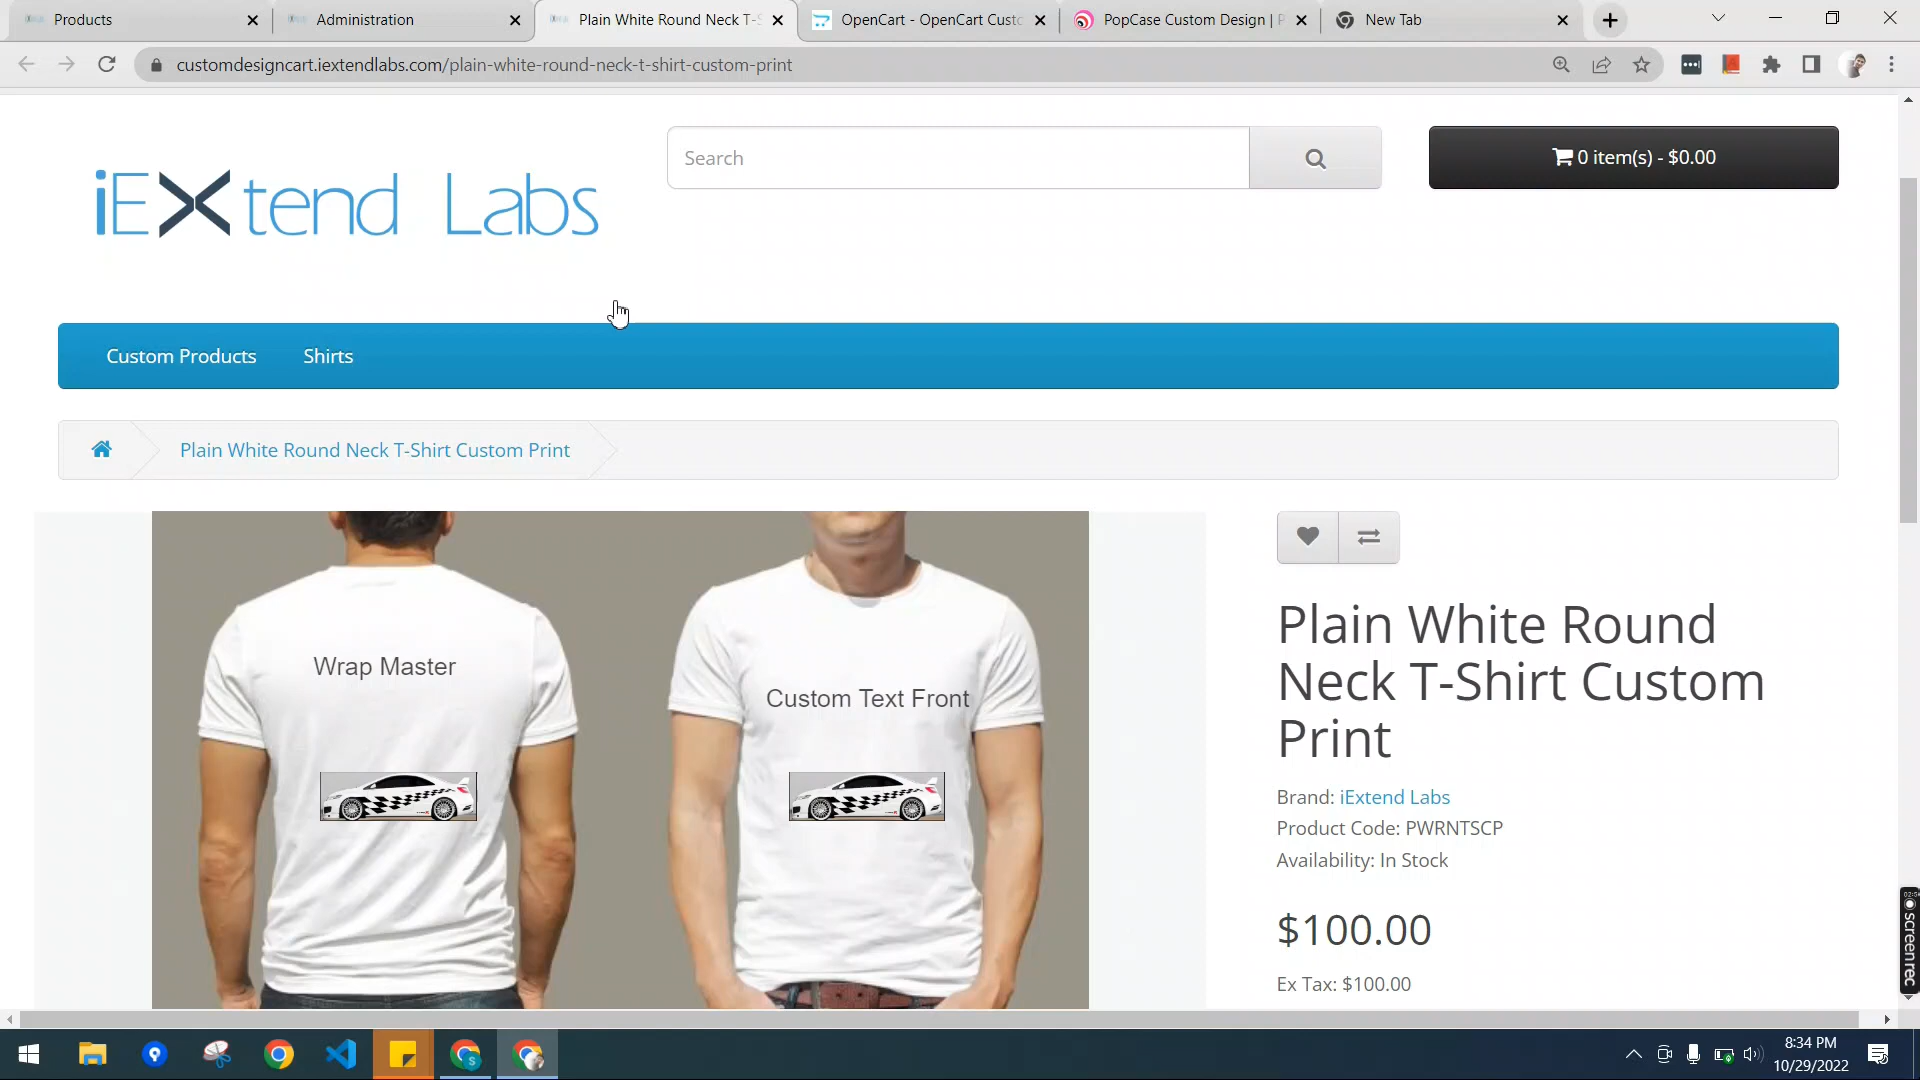 Products
Administration
Plain White Round Neck T-S
OpenCart - OpenCart Custo
PopCase Custom Design | P
New Tab
customdesigncart.iextendlabs.com/plain-white-round-neck-t-shirt-custom-print
iEXtend Labs
Search
0 item(s) - $0.00
Custom Products
Shirts
Plain White Round Neck T-Shirt Custom Print
Wrap Master
Custom Text Front
Plain White Round
Neck T-Shirt Custom
Print
Brand: iExtend Labs
Product Code: PWRNTSCP
Availability: In Stock
$100.00
Ex Tax: $100.00
screenrec
8:34 PM
10/29/2022